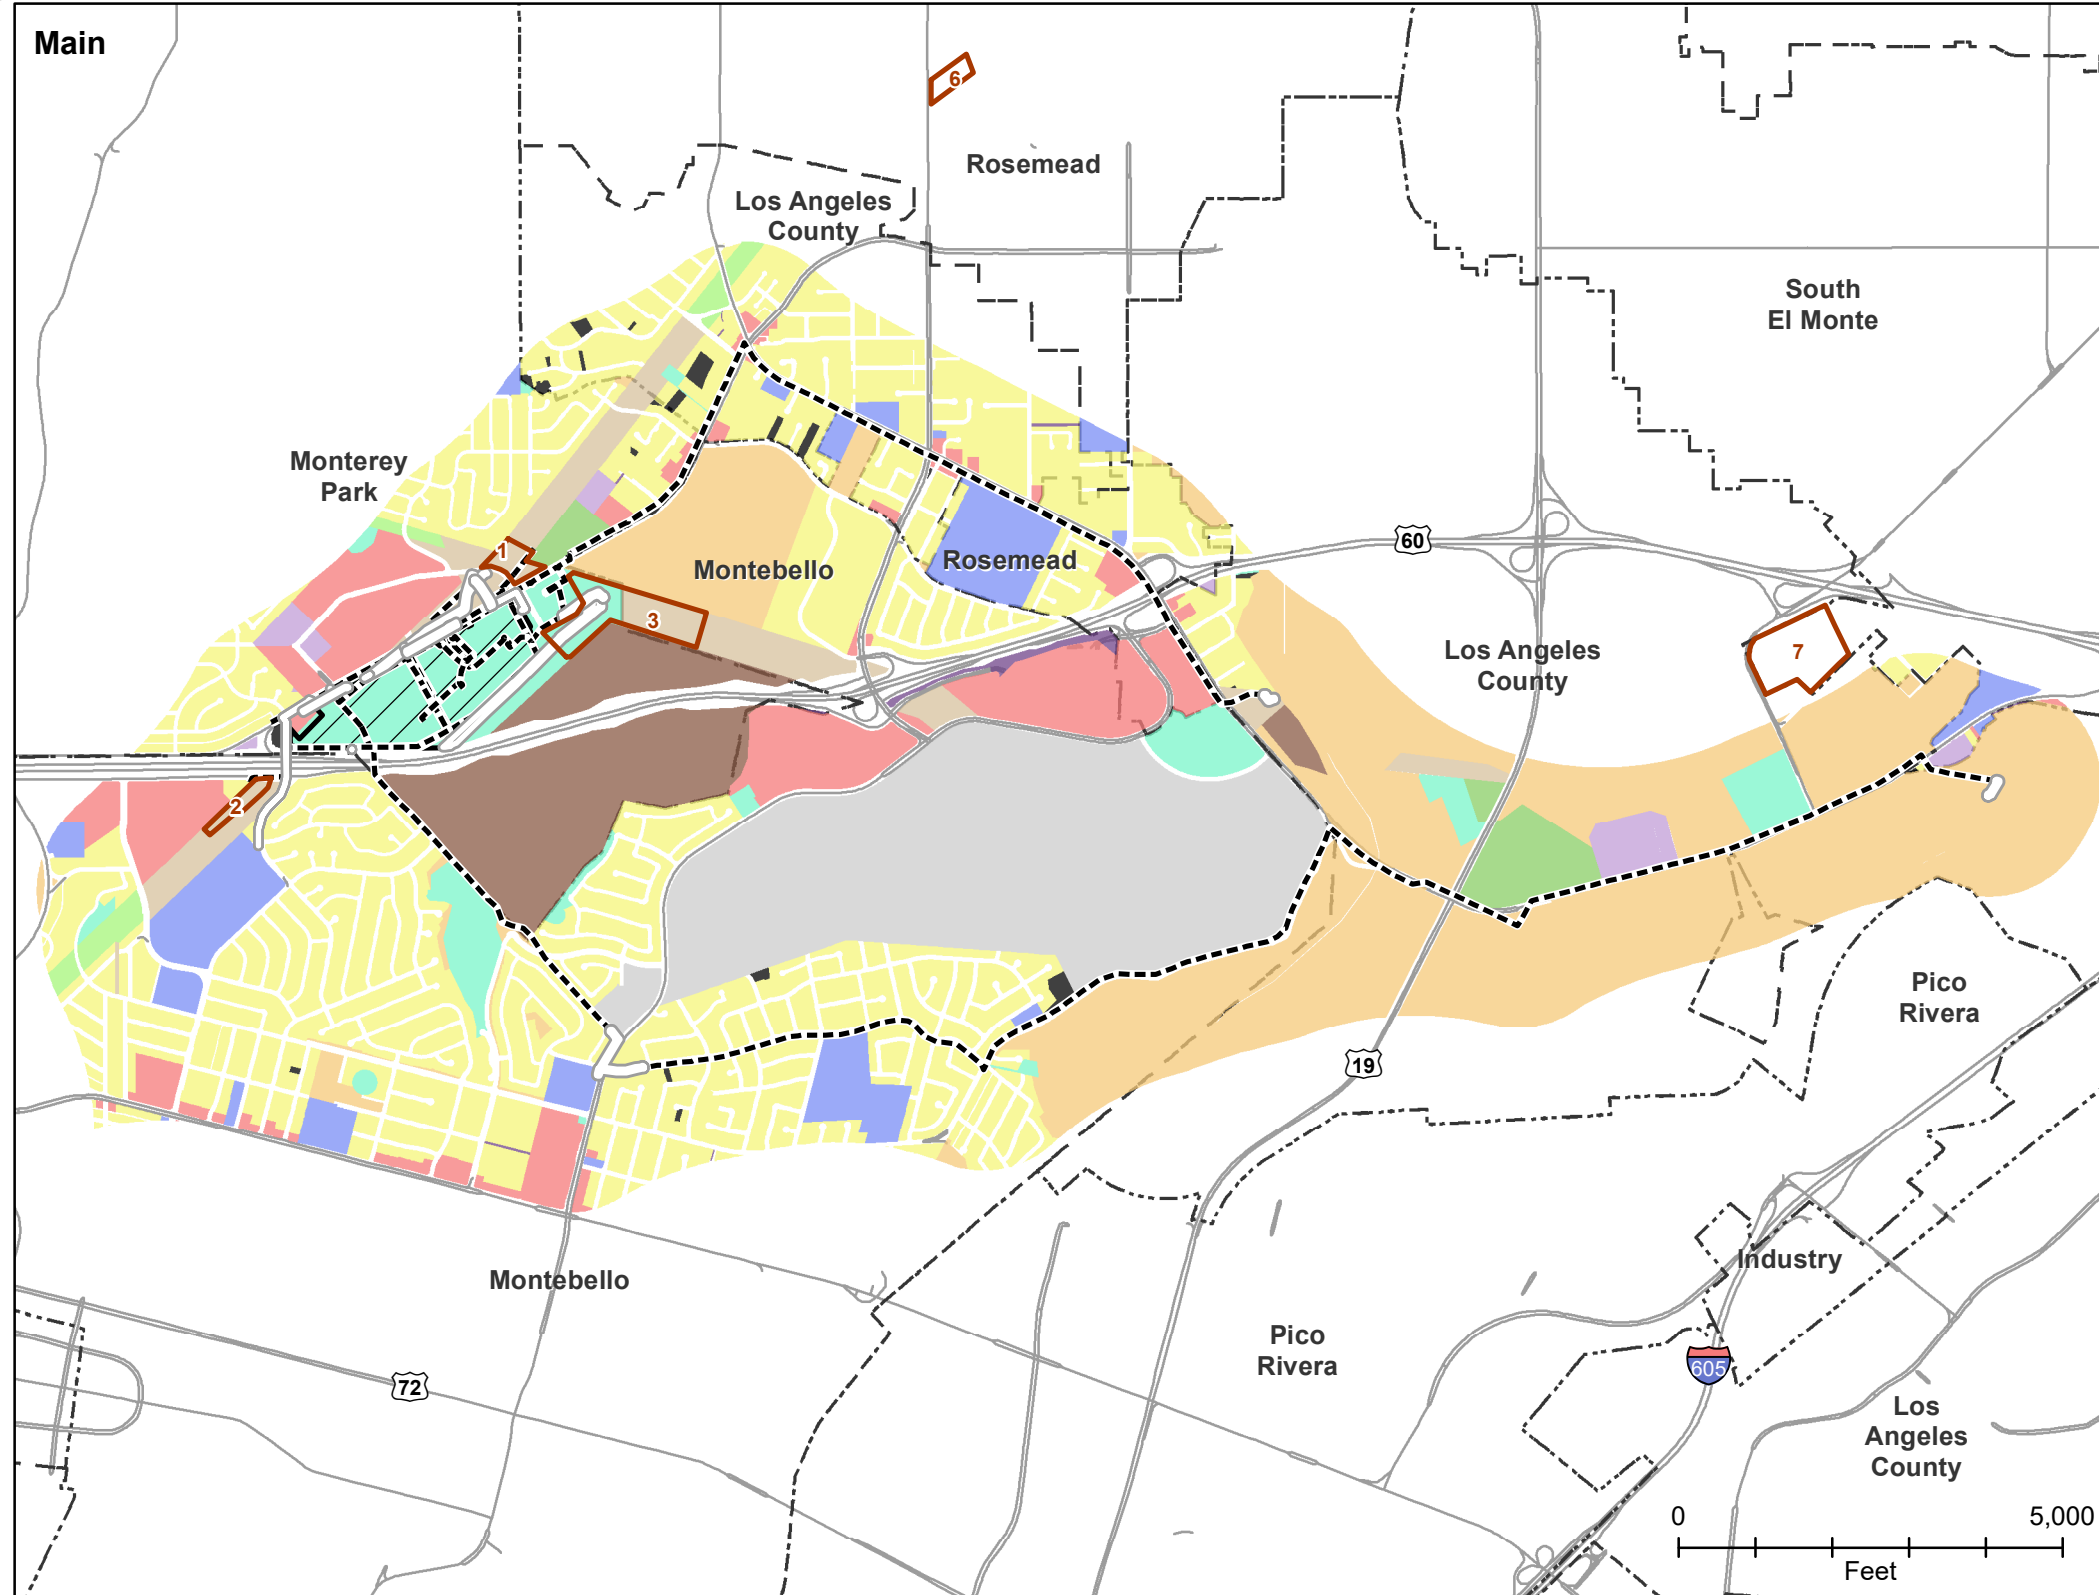 Main
6
Rosemead
Los Angeles
County
South
El Monte
Monterey
Park
1
60
Montebello
Rosemead
3
Los Angeles
County
7
2
Pico
Rivera
19
Industry
Montebello
Pico
Rivera
605
72
Los
Angeles
County
0
5,000
Feet